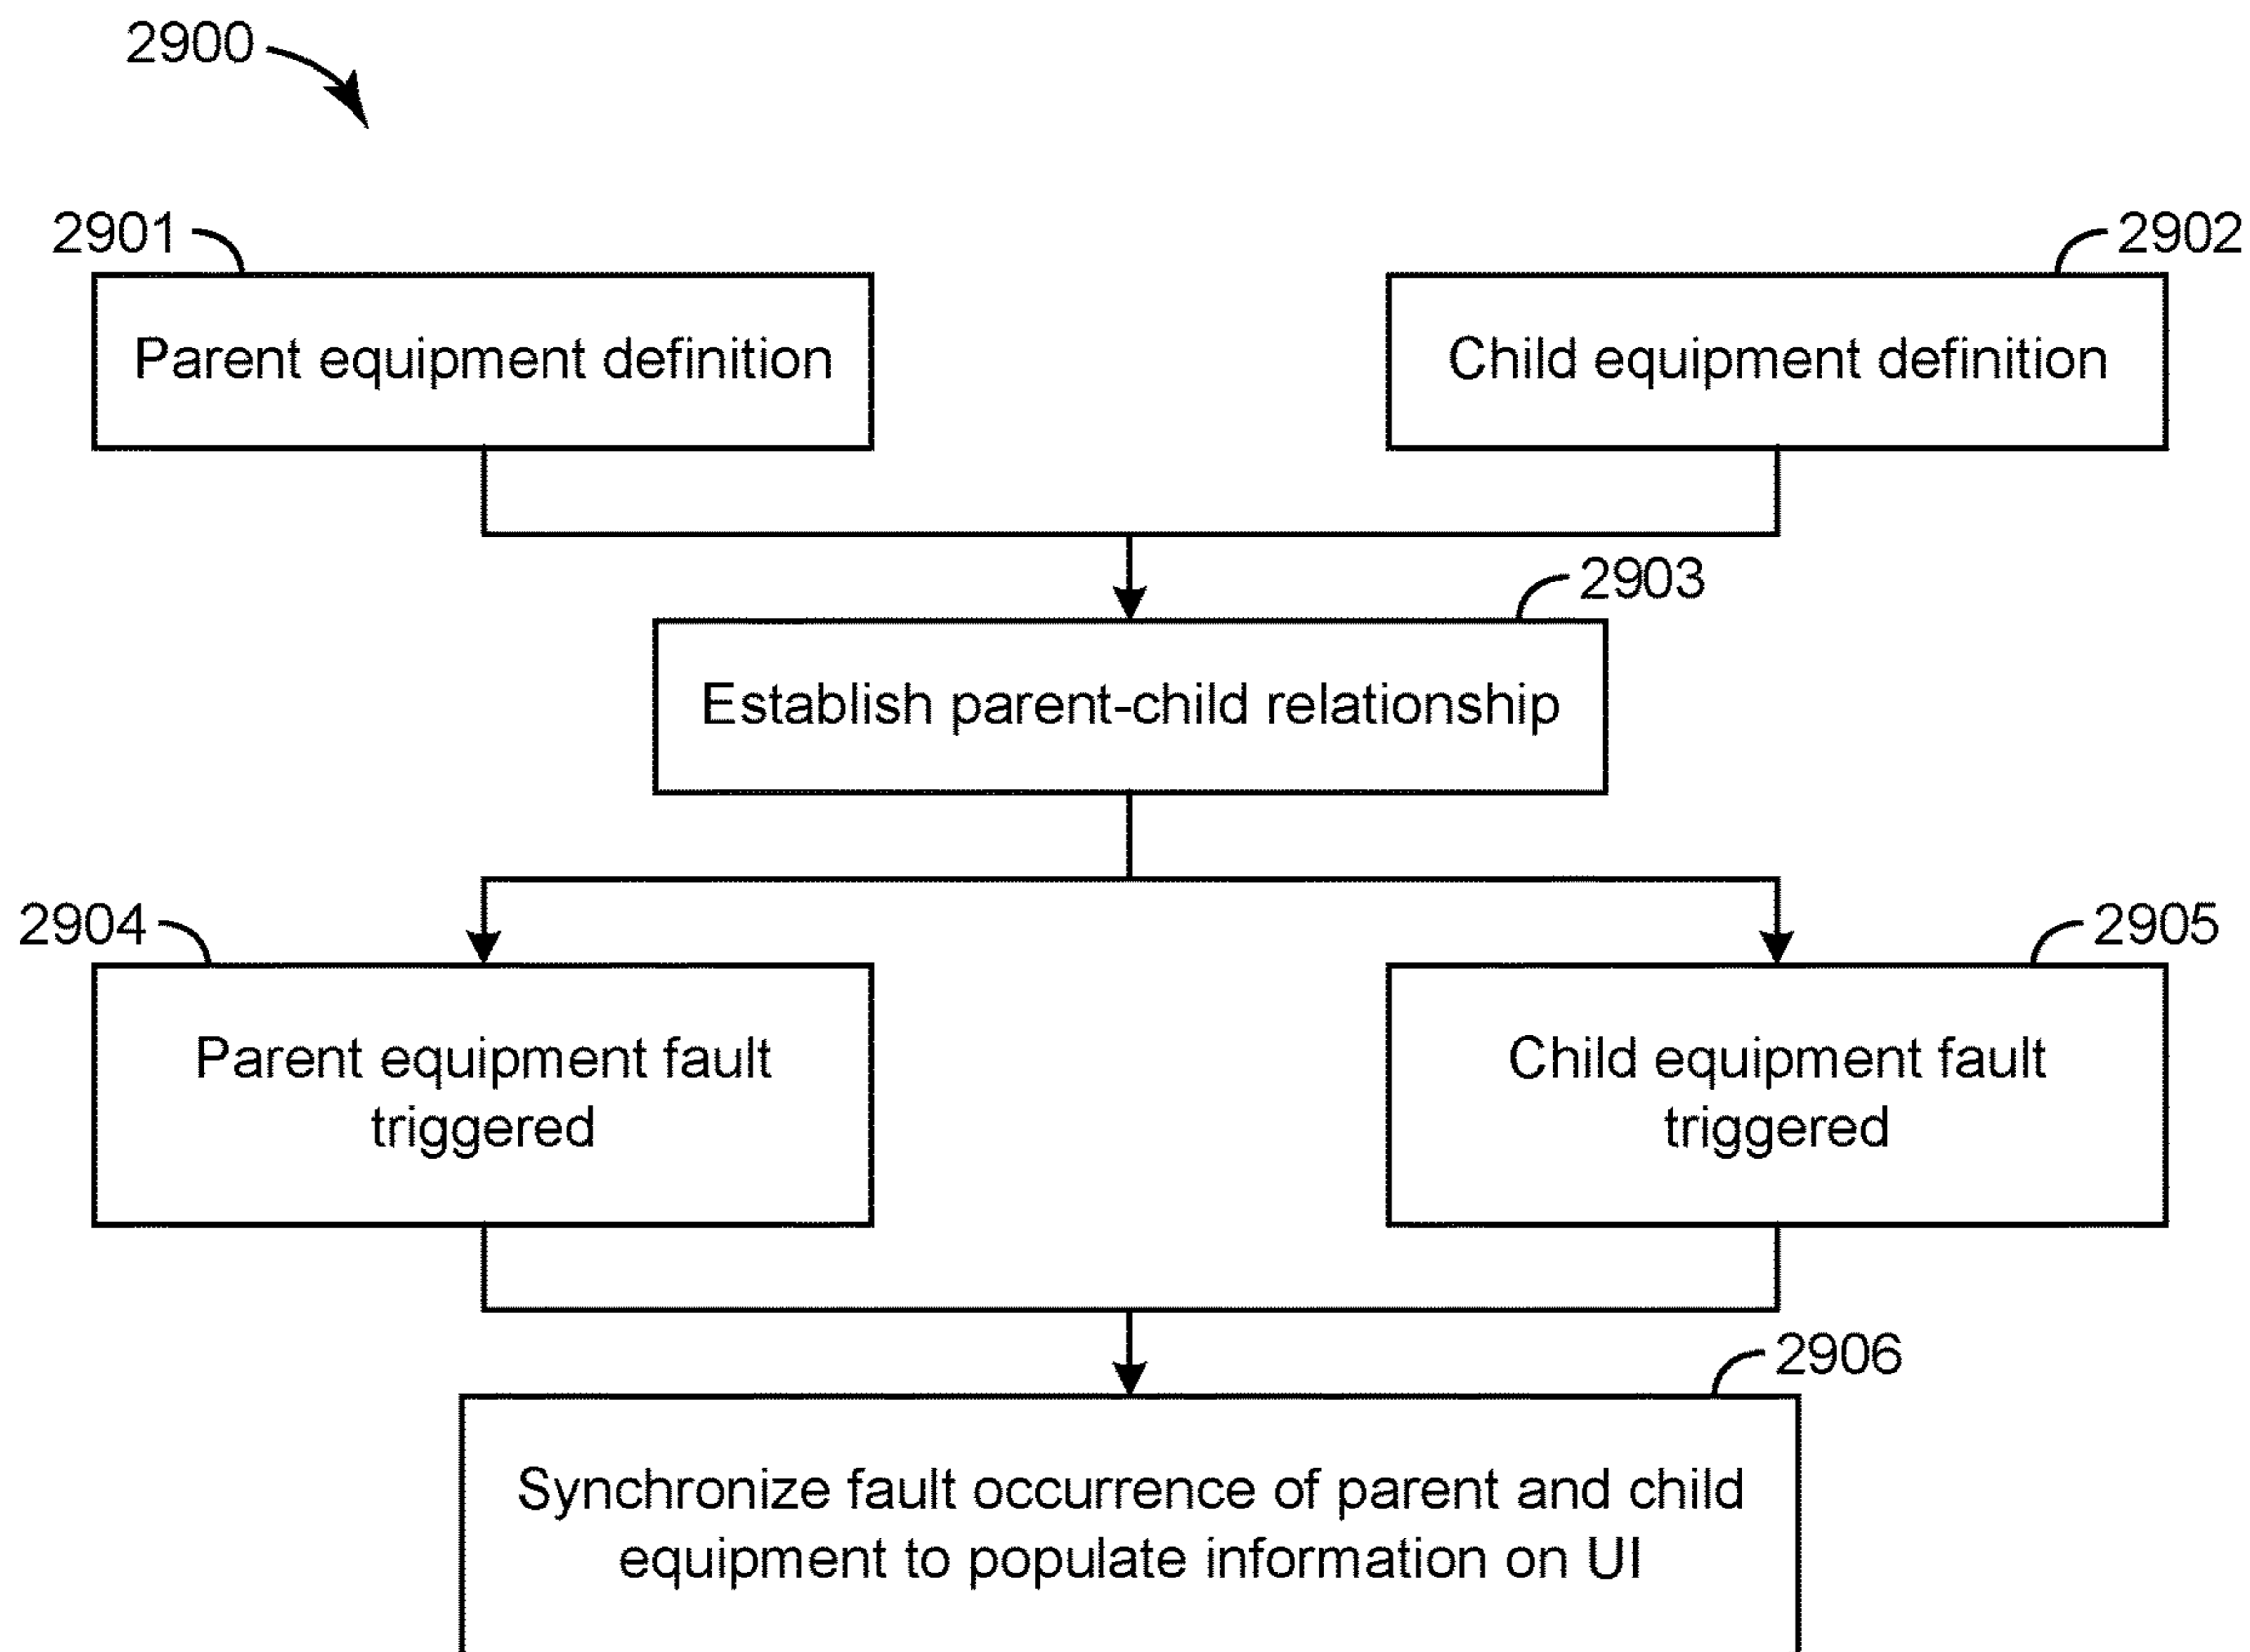 2900
2901
2902
Parent equipment definition
Child equipment definition
2903
Establish parent-child relationship
2904
2905
Parent equipment fault
triggered
Child equipment fault
triggered
2906
Synchronize fault occurrence of parent and child
equipment to populate information on UI